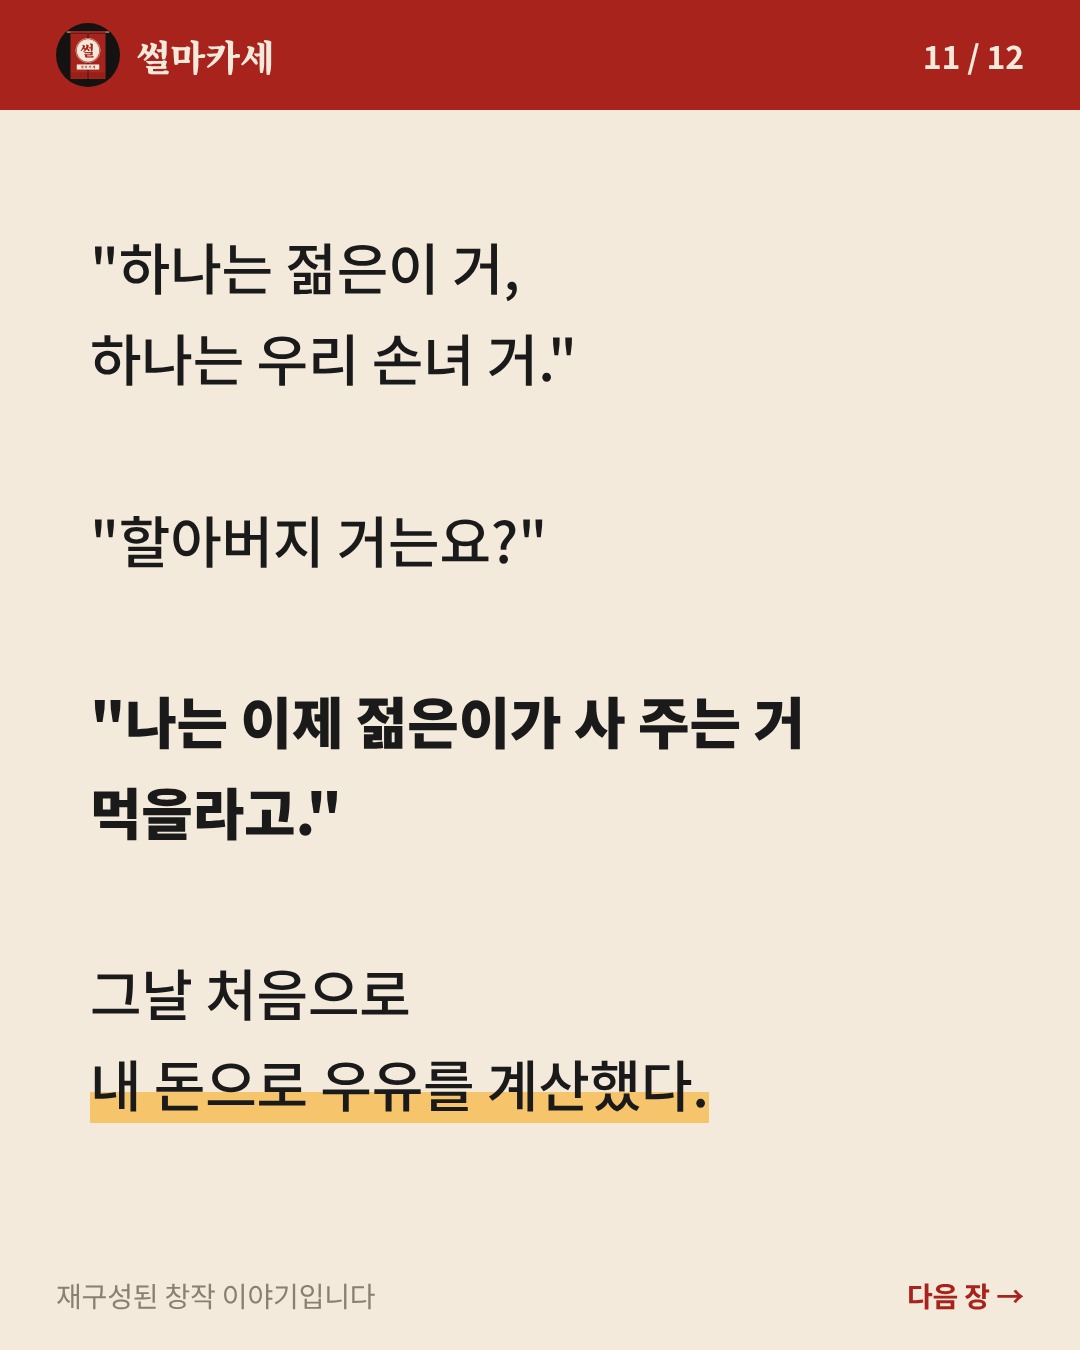 썰
썰마카세
11 / 12
"하나는 젊은이 거,
하나는 우리 손녀 거."
"할아버지 거는요?"
"나는 이제 젊은이가 사 주는 거
먹을라고."
그날 처음으로
내 돈으로 우유를 계산했다.
재구성된 창작 이야기입니다
다음 장 →